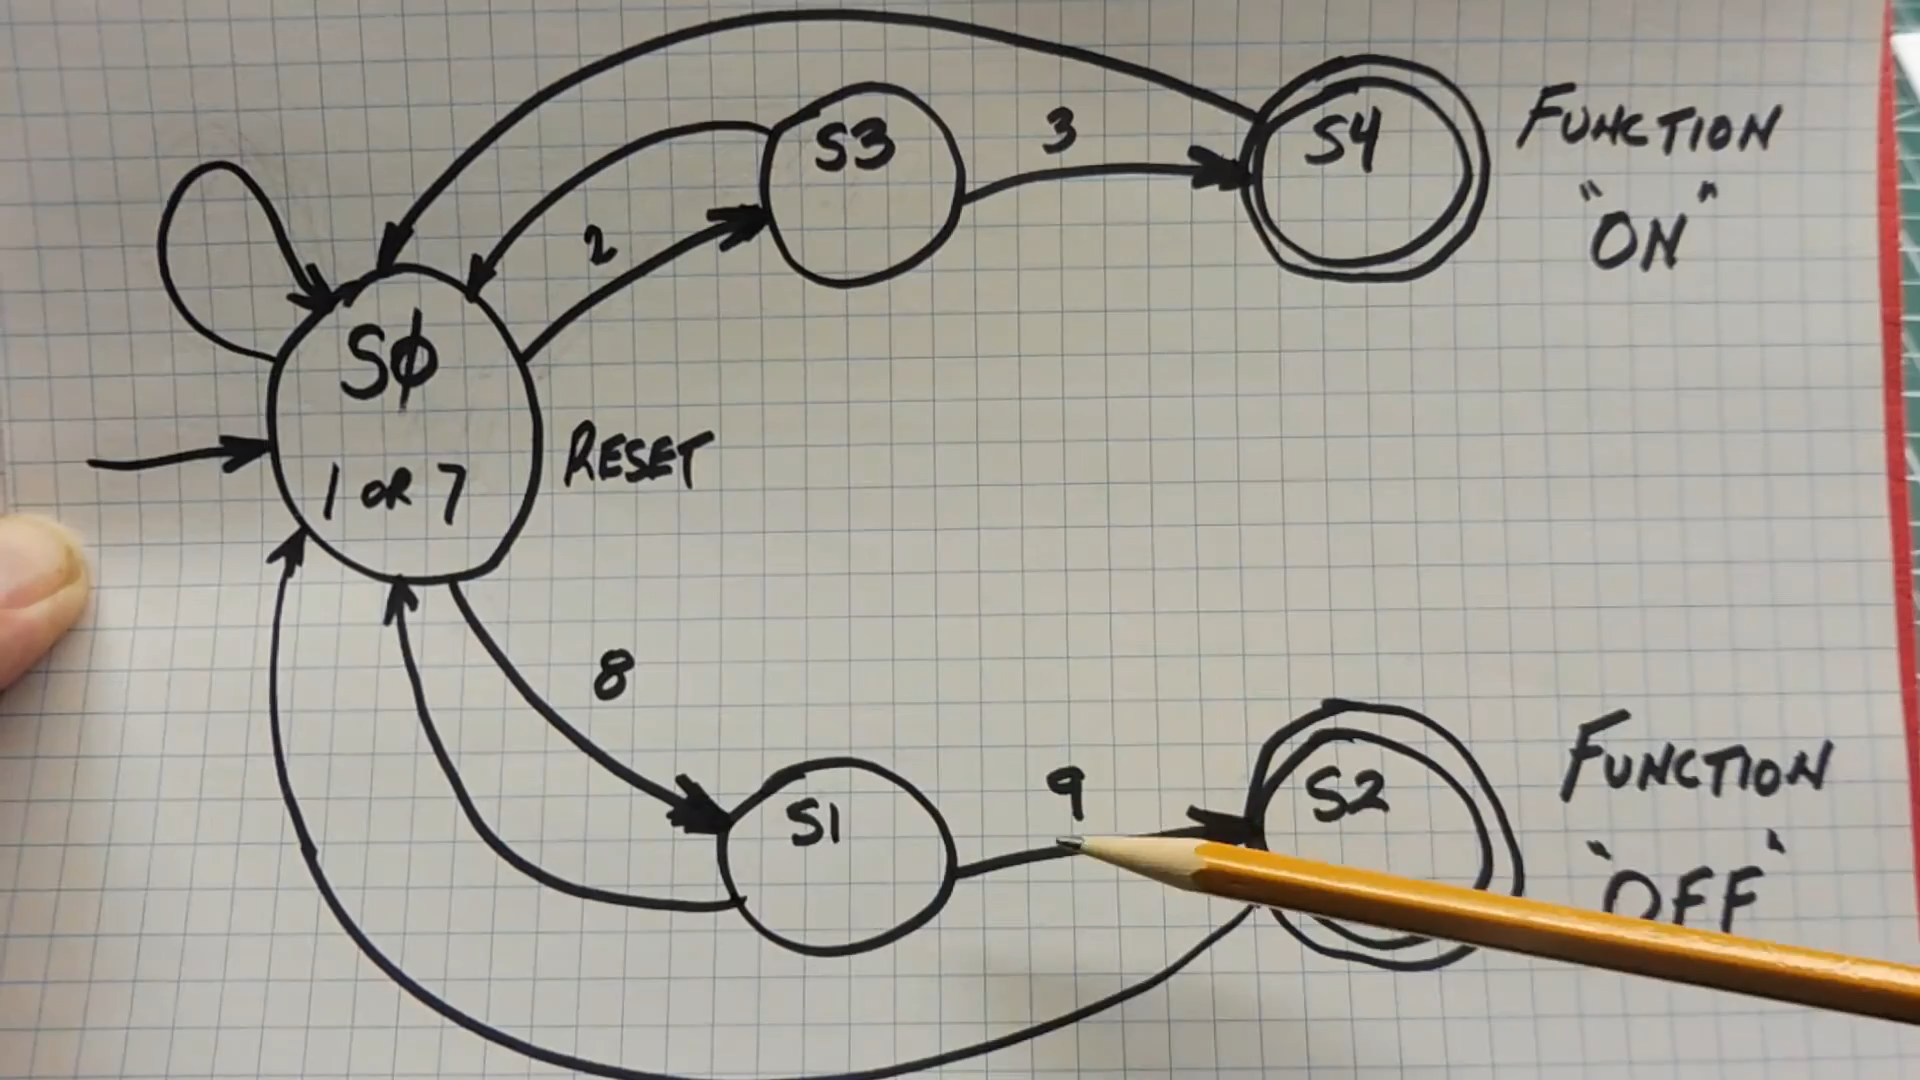 S3
3
S4
FUNCTION
"ON"
2
SØ
1 OR 7
RESET
8
S1
9
S2
FUNCTION
"OFF"